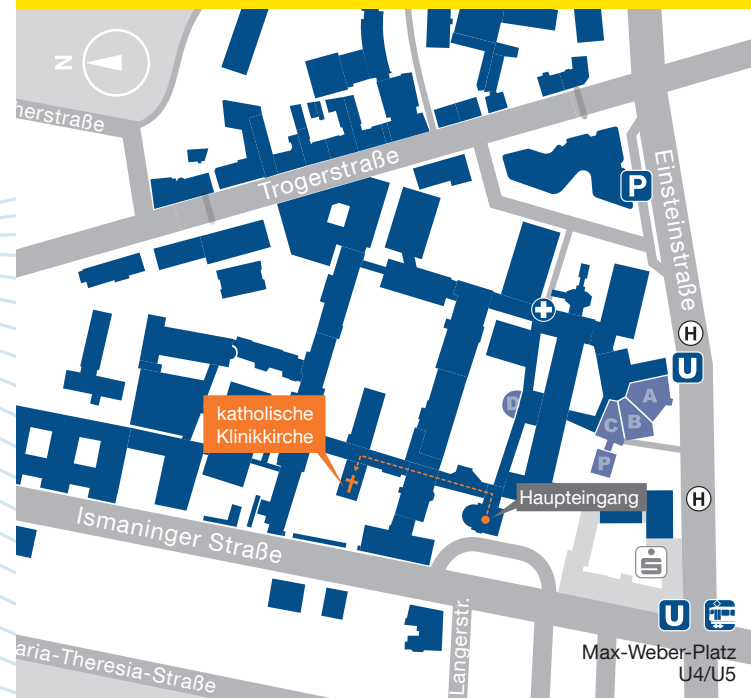 N
herstraße
Trogerstraße
Einsteinstraße
P
H
U
A
B
C
D
P
katholische
Klinikkirche
Haupteingang
H
Ismaninger Straße
S
U
Max-Weber-Platz
U4/U5
Langerstr.
aria-Theresia-Straße